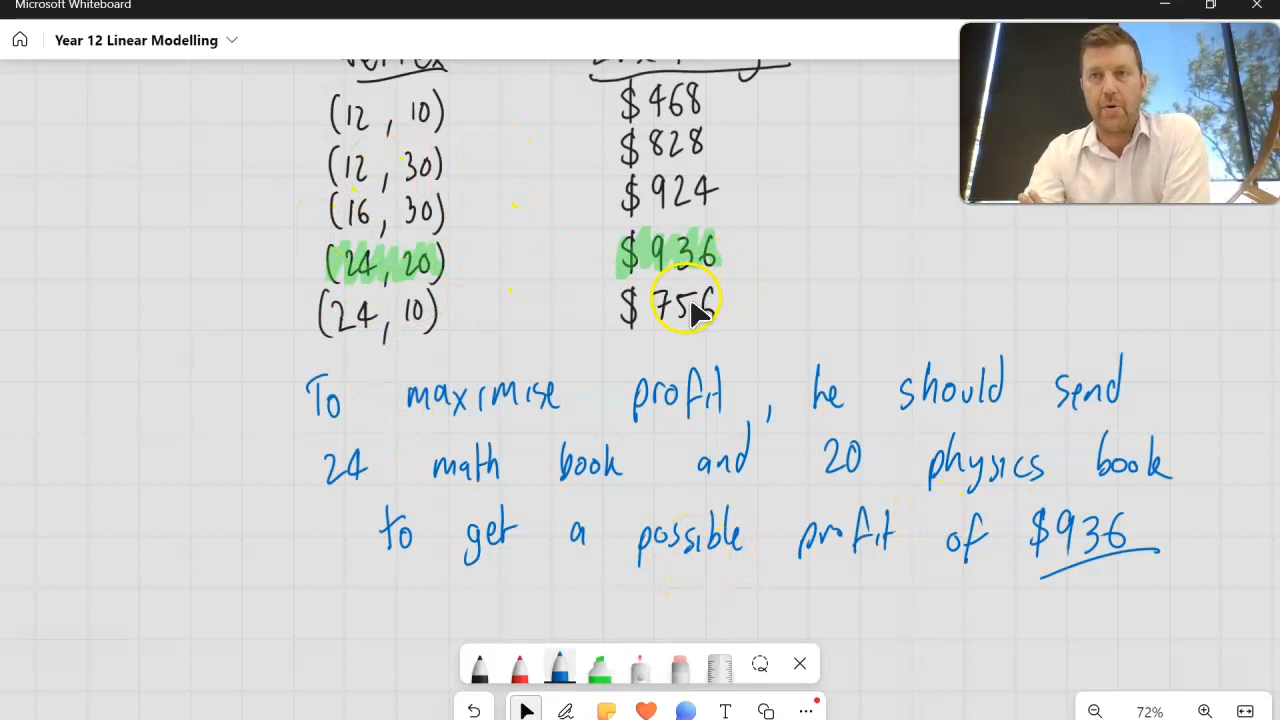 Microsoft Whiteboard
Year 12 Linear Modelling
(12, 10) $468
(12, 30) $828
(16, 30) $924
(24, 20) $936
(24, 10) $756
To maximise profit, he should send
24 math book and 20 physics book
to get a possible profit of $936
72%